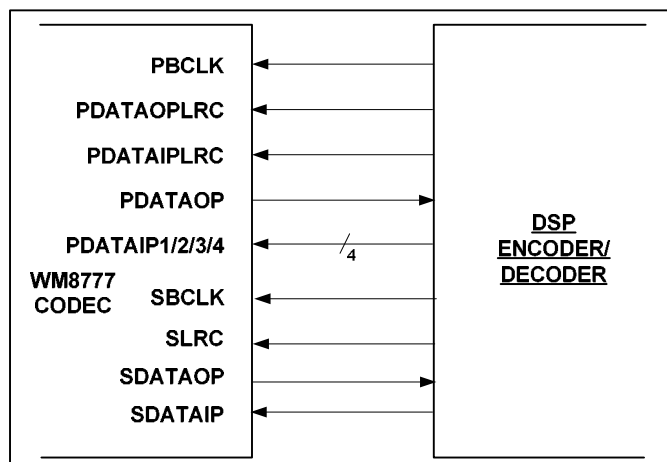 PBCLK
PDATAOPLRC
PDATAIPLRC
PDATAOP
PDATAIP1/2/3/4
4
WM8777
CODEC
SBCLK
SLRC
SDATAOP
SDATAIP
DSP
ENCODER/
DECODER